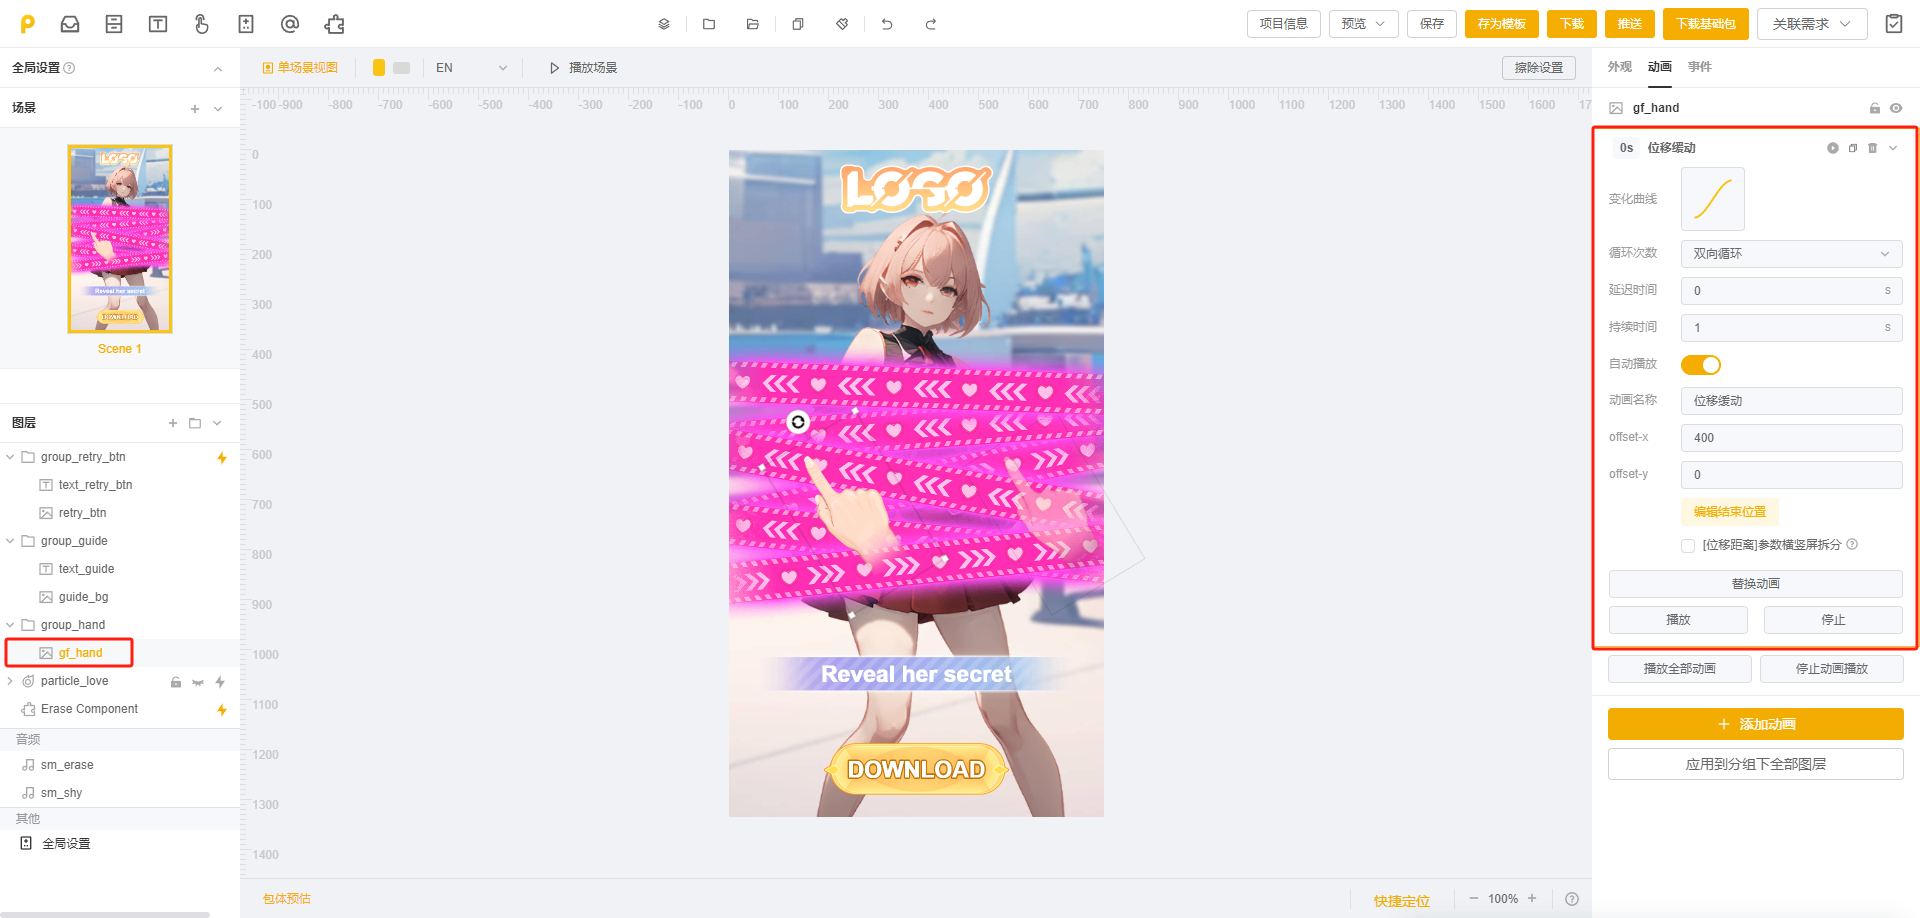 项目信息
预览
保存
存为模板
下载
推送
下载基础包
关联需求
全局设置
场景
Scene 1
图层
group_retry_btn
text_retry_btn
retry_btn
group_guide
text_guide
guide_bg
group_hand
gf_hand
particle_love
Erase Component
音频
sm_erase
sm_shy
其他
全局设置
单场景视图
EN
播放场景
擦除设置
-100 -900 -800 -700 -600 -500 -400 -300 -200 -100 0 100 200 300 400 500 600 700 800 900 1000 1100 1200 1300 1400 1500 1600 17
0
100
200
300
400
500
600
700
800
900
1000
1100
1200
1300
1400
LOGO
Reveal her secret
DOWNLOAD
LOGO
Reveal her secret
DOWNLOAD
包体预估
快捷定位
100%
外观 动画 事件
gf_hand
0s 位移缓动
变化曲线
循环次数 双向循环
延迟时间 0 s
持续时间 1 s
自动播放
动画名称 位移缓动
offset-x 400
offset-y 0
编辑结束位置
[位移距离]参数横竖屏拆分
替换动画
播放 停止
播放全部动画 停止动画播放
添加动画
应用到分组下全部图层